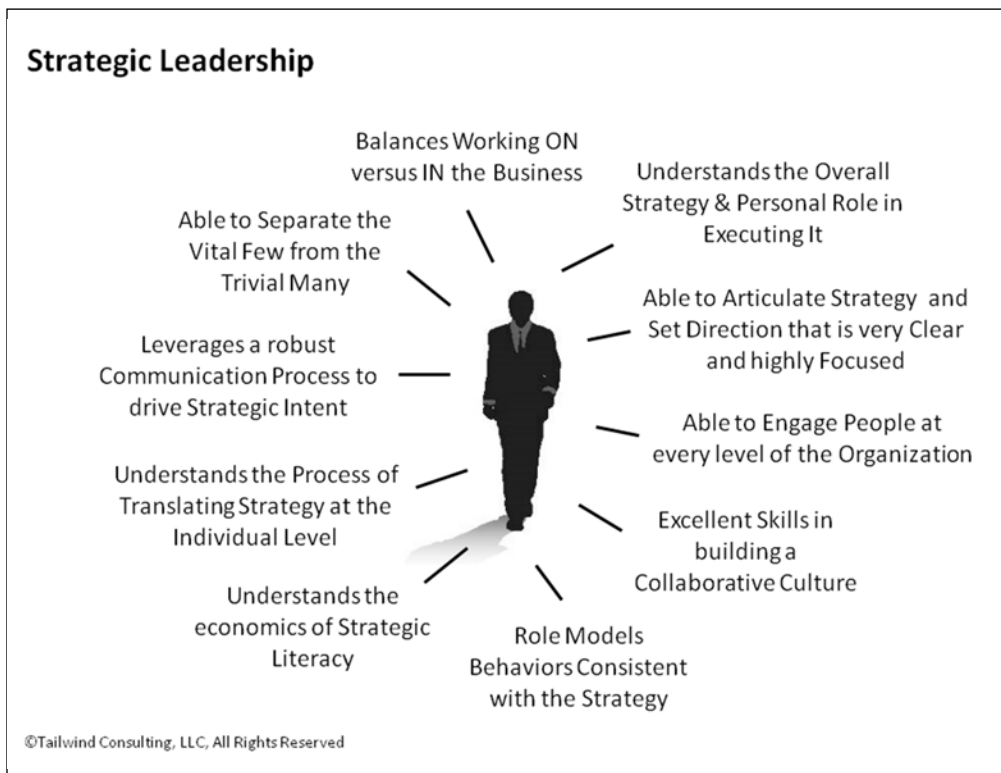 Strategic Leadership
Balances Working ON
versus IN the Business
Understands the Overall
Strategy & Personal Role in
Executing It
Able to Articulate Strategy and
Set Direction that is very Clear
and highly Focused
Able to Engage People at
every level of the Organization
Excellent Skills in
building a
Collaborative Culture
Role Models
Behaviors Consistent
with the Strategy
Understands the
economics of Strategic
Literacy
Understands the Process of
Translating Strategy at the
Individual Level
Leverages a robust
Communication Process to
drive Strategic Intent
Able to Separate the
Vital Few from the
Trivial Many
©Tailwind Consulting, LLC, All Rights Reserved